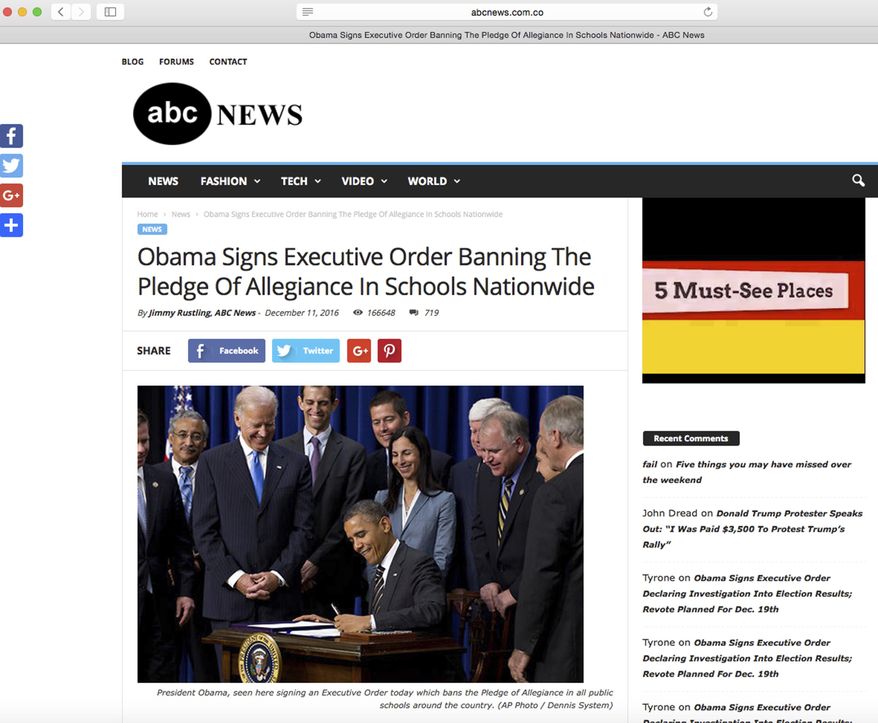 abcnews.com.co
Obama Signs Executive Order Banning The Pledge Of Allegiance In Schools Nationwide - ABC News
BLOG FORUMS CONTACT
abc NEWS
NEWS FASHION TECH VIDEO WORLD
Home › News › Obama Signs Executive Order Banning The Pledge Of Allegiance In Schools Nationwide
NEWS
Obama Signs Executive Order Banning The
Pledge Of Allegiance In Schools Nationwide
By Jimmy Rustling, ABC News - December 11, 2016 166648 719
SHARE Facebook Twitter G+
G+
President Obama, seen here signing an Executive Order today which bans the Pledge of Allegiance in all public
schools around the country. (AP Photo / Dennis System)
5 Must-See Places
Recent Comments
fail on Five things you may have missed over
the weekend
John Dread on Donald Trump Protester Speaks
Out: “I Was Paid $3,500 To Protest Trump’s
Rally”
Tyrone on Obama Signs Executive Order
Declaring Investigation Into Election Results;
Revote Planned For Dec. 19th
Tyrone on Obama Signs Executive Order
Declaring Investigation Into Election Results;
Revote Planned For Dec. 19th
Tyrone on Obama Signs Executive Order
Declaring Investigation Into Election Results;